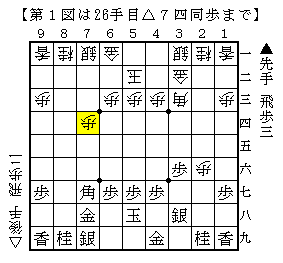 【第１図は26手目△７四同歩まで】
９ ８ ７ ６ ５ ４ ３ ２ １
香 桂 銀 金 銀 桂 香 一
玉 金 二
歩 歩 歩 歩 角 歩 三
歩 四
五
歩 歩 六
歩 角 歩 歩 歩 歩 七
金 玉 銀 八
香 桂 銀 金 桂 香 九
▲先手 飛歩三
△後手 飛歩二